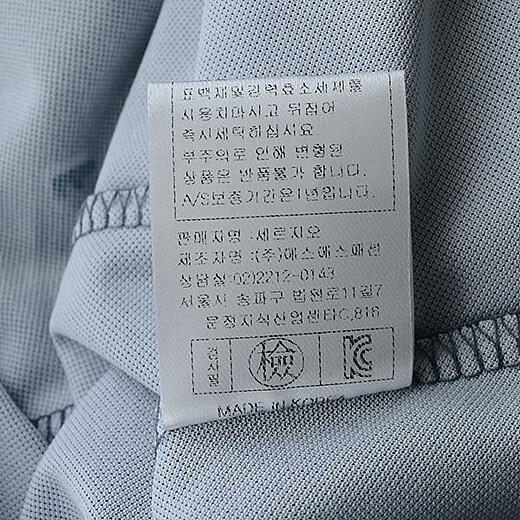 표백제및강력효소세제를
사용치마시고 뒤집어
즉시세탁하십시요
부주의로 인해 변형된
상품은 반품불가 합니다.
A/S보증기간은1년입니다.
판매자명 :세르지오
제조자명 :(주)에스에스패션
상담실:02)2212-0143
서울시 송파구 법원로11길7
문정지식산업센타C,816
검사필 檢 KC
MADE IN KOREA